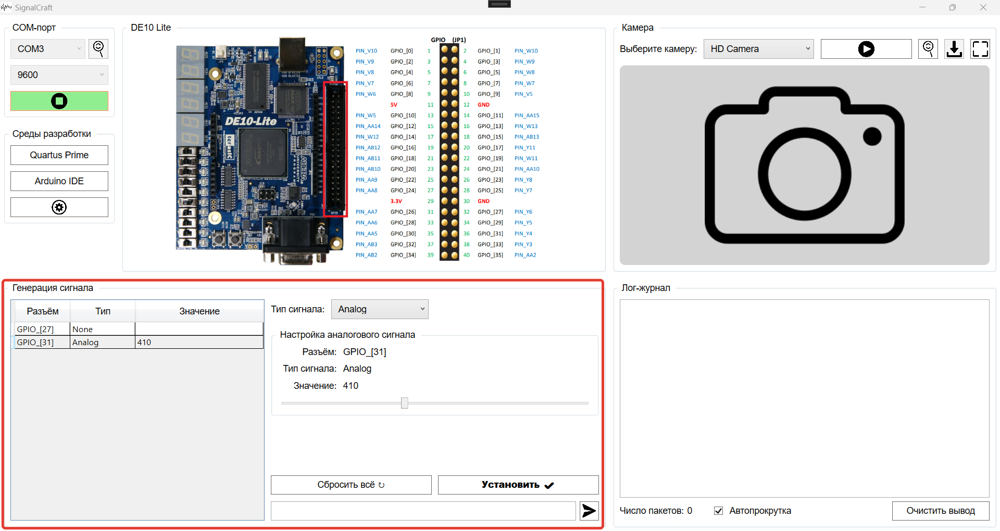 SignalCraft
COM-порт
COM3
9600
Среды разработки
Quartus Prime
Arduino IDE
DE10 Lite
DE10-Lite
terasic
GPIO (JP1)
PIN_V10 GPIO_[0] 1 2 GPIO_[1] PIN_W10
PIN_V9 GPIO_[2] 3 4 GPIO_[3] PIN_W9
PIN_V8 GPIO_[4] 5 6 GPIO_[5] PIN_W8
PIN_V7 GPIO_[6] 7 8 GPIO_[7] PIN_W7
PIN_W6 GPIO_[8] 9 10 GPIO_[9] PIN_V5
5V 11 12 GND
PIN_W5 GPIO_[10] 13 14 GPIO_[11] PIN_AA15
PIN_AA14 GPIO_[12] 15 16 GPIO_[13] PIN_W13
PIN_W12 GPIO_[14] 17 18 GPIO_[15] PIN_AB13
PIN_AB12 GPIO_[16] 19 20 GPIO_[17] PIN_Y11
PIN_AB11 GPIO_[18] 21 22 GPIO_[19] PIN_W11
PIN_AB10 GPIO_[20] 23 24 GPIO_[21] PIN_AA10
PIN_AA9 GPIO_[22] 25 26 GPIO_[23] PIN_Y8
PIN_AA8 GPIO_[24] 27 28 GPIO_[25] PIN_Y7
3.3V 29 30 GND
PIN_AA7 GPIO_[26] 31 32 GPIO_[27] PIN_Y6
PIN_AA6 GPIO_[28] 33 34 GPIO_[29] PIN_Y5
PIN_AA5 GPIO_[30] 35 36 GPIO_[31] PIN_Y4
PIN_AB3 GPIO_[32] 37 38 GPIO_[33] PIN_Y3
PIN_AB2 GPIO_[34] 39 40 GPIO_[35] PIN_AA2
Камера
Выберите камеру: HD Camera
Генерация сигнала
Разъём Тип Значение
GPIO_[27] None
GPIO_[31] Analog 410
Тип сигнала: Analog
Настройка аналогового сигнала
Разъём: GPIO_[31]
Тип сигнала: Analog
Значение: 410
Сбросить всё ↻
Установить ✔
Лог-журнал
Число пакетов: 0
Автопрокрутка
Очистить вывод